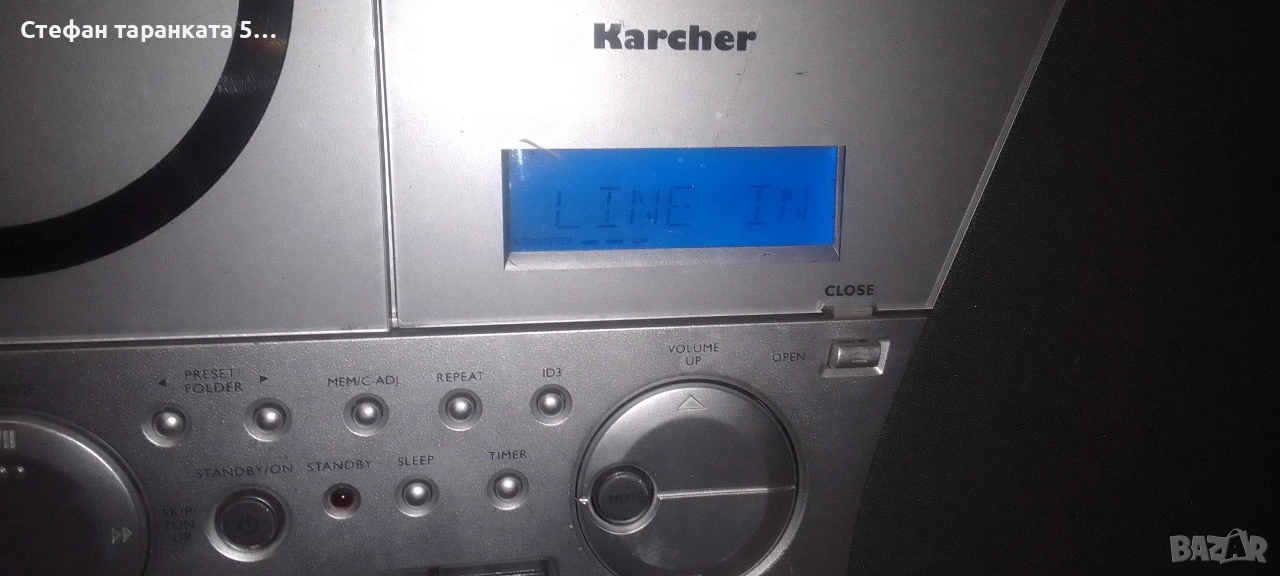 Стефан таранката 5...
Karcher
LINE IN
CLOSE
OPEN
VOLUME
UP
PRESET/
FOLDER
MEM/C-ADJ.
REPEAT
ID3
STANDBY/ON
STANDBY
SLEEP
TIMER
MUTE
SKIP/
TUN
UP
BAZAR